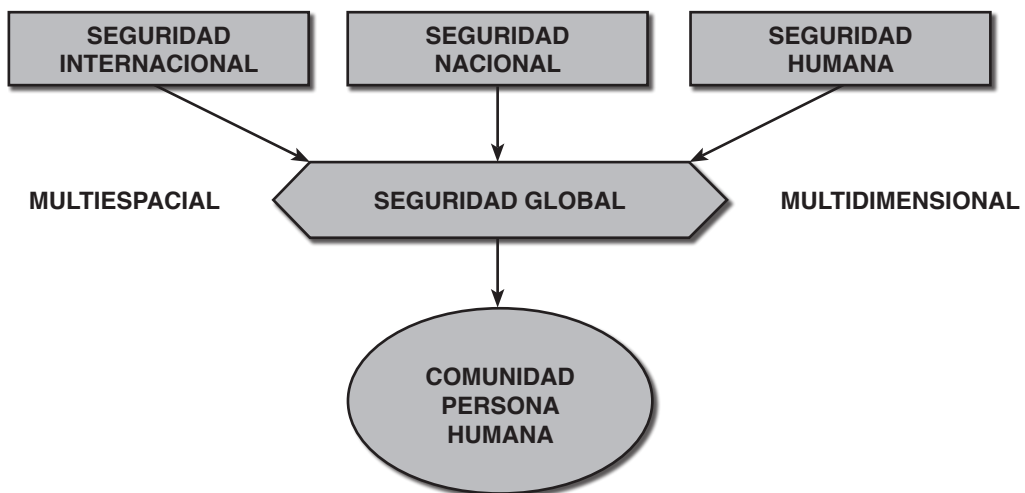 SEGURIDAD
INTERNACIONAL
SEGURIDAD
NACIONAL
SEGURIDAD
HUMANA
MULTIESPACIAL
SEGURIDAD GLOBAL
MULTIDIMENSIONAL
COMUNIDAD
PERSONA
HUMANA